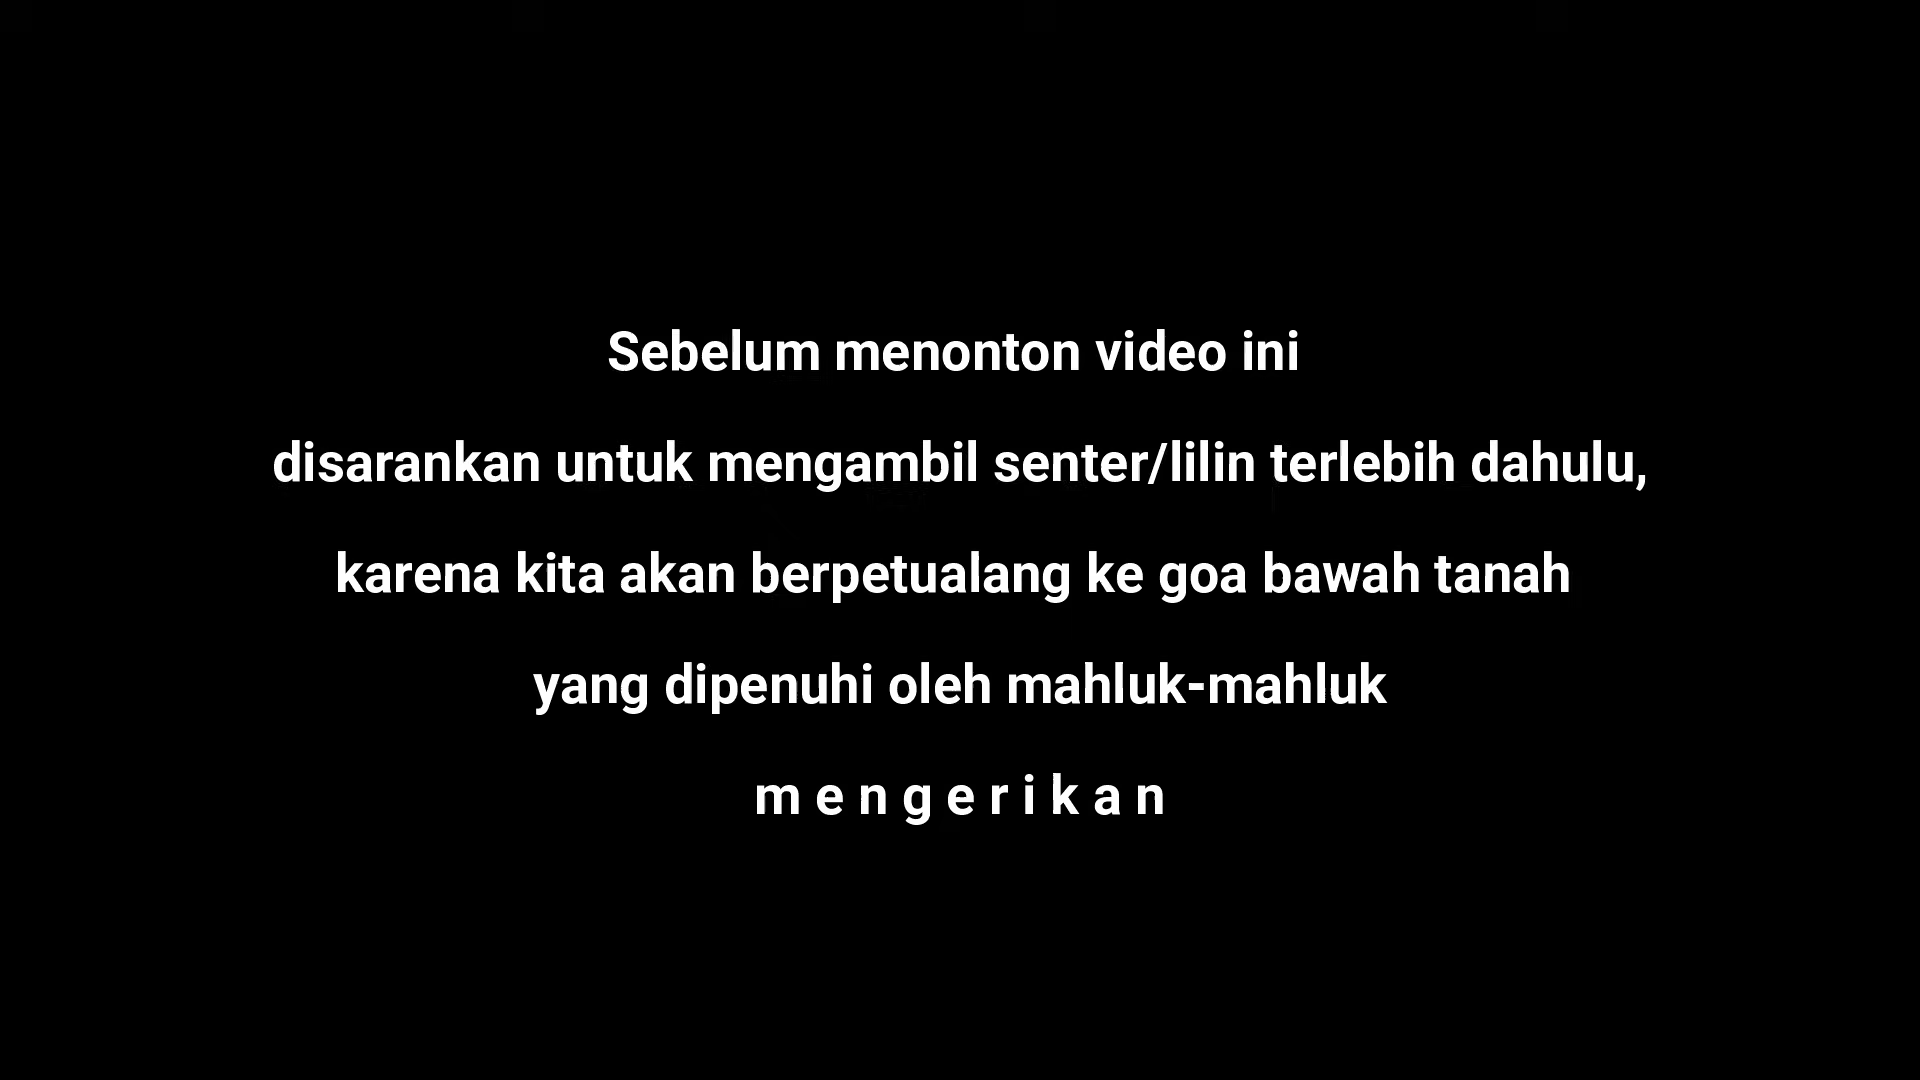 Sebelum menonton video ini
disarankan untuk mengambil senter/lilin terlebih dahulu,
karena kita akan berpetualang ke goa bawah tanah
yang dipenuhi oleh mahluk-mahluk
m e n g e r i k a n